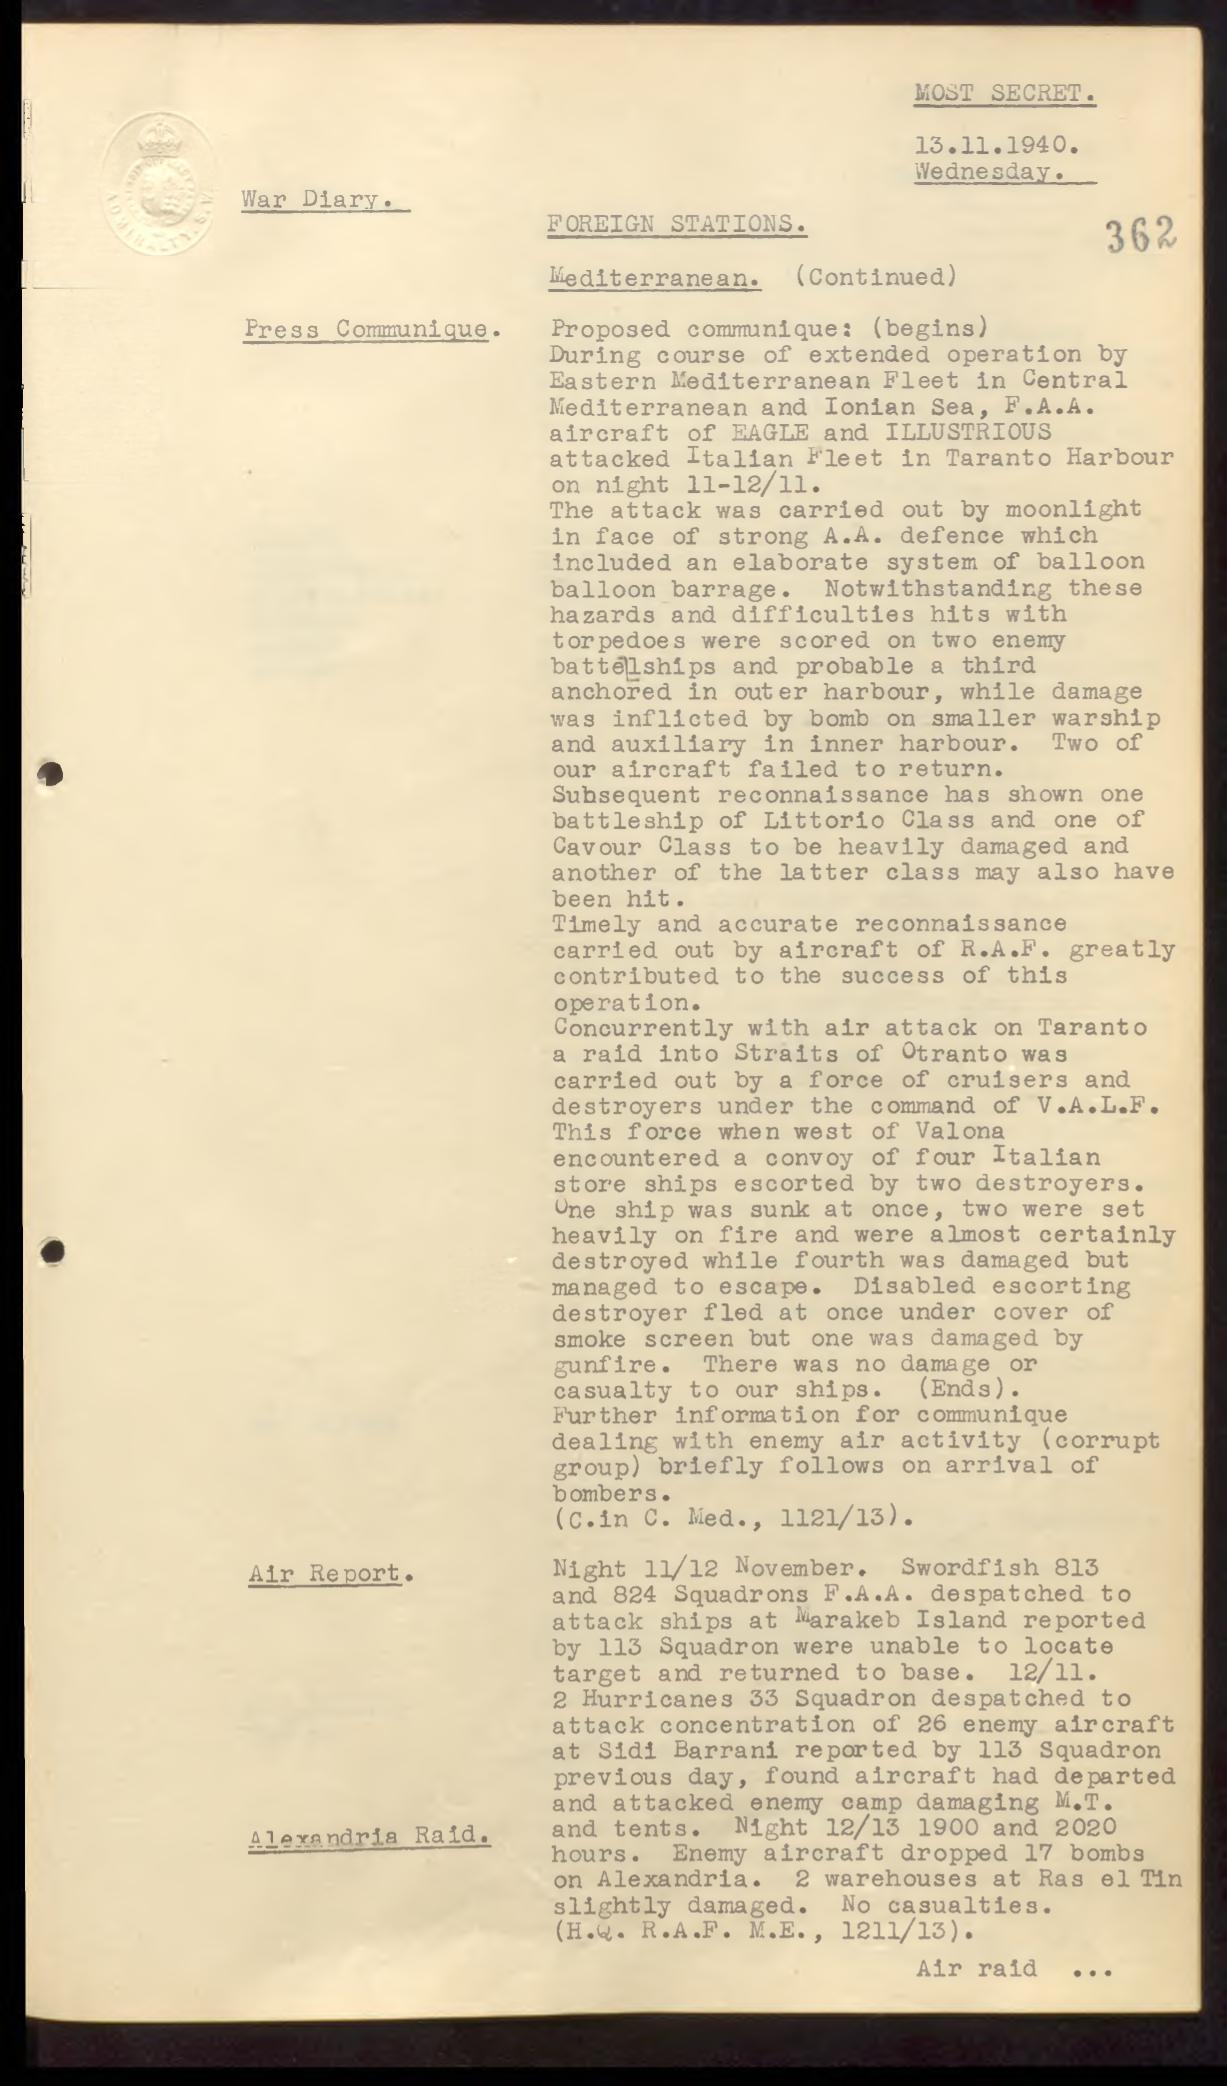 MOST SECRET.
13.11.1940.
Wednesday.
War Diary.
FOREIGN STATIONS.
362
Mediterranean. (Continued)
Press Communique.
Proposed communique: (begins)
During course of extended operation by
Eastern Mediterranean Fleet in Central
Mediterranean and Ionian Sea, F.A.A.
aircraft of EAGLE and ILLUSTRIOUS
attacked Italian Fleet in Taranto Harbour
on night 11-12/11.
The attack was carried out by moonlight
in face of strong A.A. defence which
included an elaborate system of balloon
balloon barrage. Notwithstanding these
hazards and difficulties hits with
torpedoes were scored on two enemy
battelships and probable a third
anchored in outer harbour, while damage
was inflicted by bomb on smaller warship
and auxiliary in inner harbour. Two of
our aircraft failed to return.
Subsequent reconnaissance has shown one
battleship of Littorio Class and one of
Cavour Class to be heavily damaged and
another of the latter class may also have
been hit.
Timely and accurate reconnaissance
carried out by aircraft of R.A.F. greatly
contributed to the success of this
operation.
Concurrently with air attack on Taranto
a raid into Straits of Otranto was
carried out by a force of cruisers and
destroyers under the command of V.A.L.F.
This force when west of Valona
encountered a convoy of four Italian
store ships escorted by two destroyers.
One ship was sunk at once, two were set
heavily on fire and were almost certainly
destroyed while fourth was damaged but
managed to escape. Disabled escorting
destroyer fled at once under cover of
smoke screen but one was damaged by
gunfire. There was no damage or
casualty to our ships. (Ends).
Further information for communique
dealing with enemy air activity (corrupt
group) briefly follows on arrival of
bombers.
(C.in C. Med., 1121/13).
Air Report.
Night 11/12 November. Swordfish 813
and 824 Squadrons F.A.A. despatched to
attack ships at Marakeb Island reported
by 113 Squadron were unable to locate
target and returned to base. 12/11.
2 Hurricanes 33 Squadron despatched to
attack concentration of 26 enemy aircraft
at Sidi Barrani reported by 113 Squadron
previous day, found aircraft had departed
and attacked enemy camp damaging M.T.
Alexandria Raid.
and tents. Night 12/13 1900 and 2020
hours. Enemy aircraft dropped 17 bombs
on Alexandria. 2 warehouses at Ras el Tin
slightly damaged. No casualties.
(H.Q. R.A.F. M.E., 1211/13).
Air raid ...